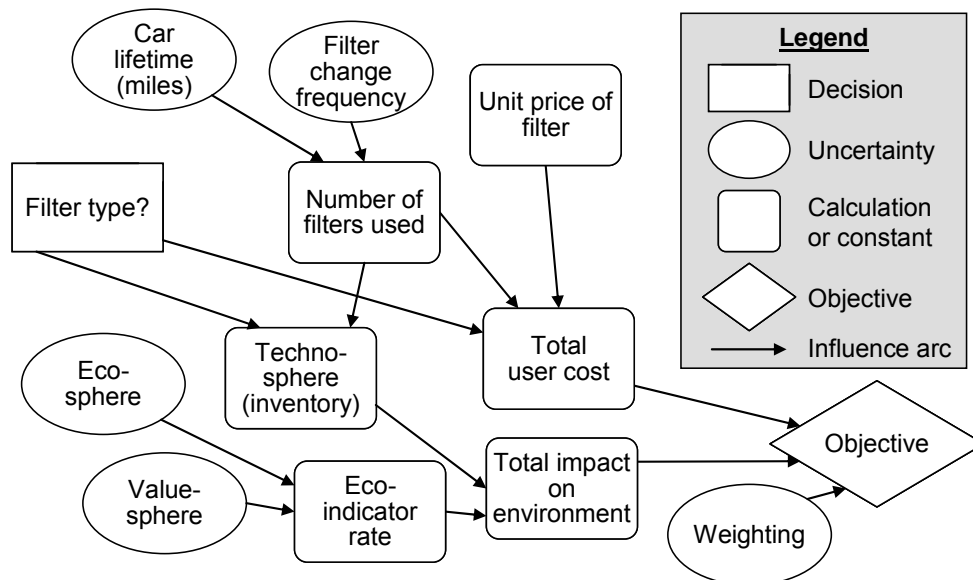 Car
lifetime
(miles)
Filter
change
frequency
Unit price of
filter
Filter type?
Number of
filters used
Techno-
sphere
(inventory)
Total
user cost
Eco-
sphere
Value-
sphere
Eco-
indicator
rate
Total impact
on
environment
Objective
Weighting
Legend
Decision
Uncertainty
Calculation
or constant
Objective
Influence arc